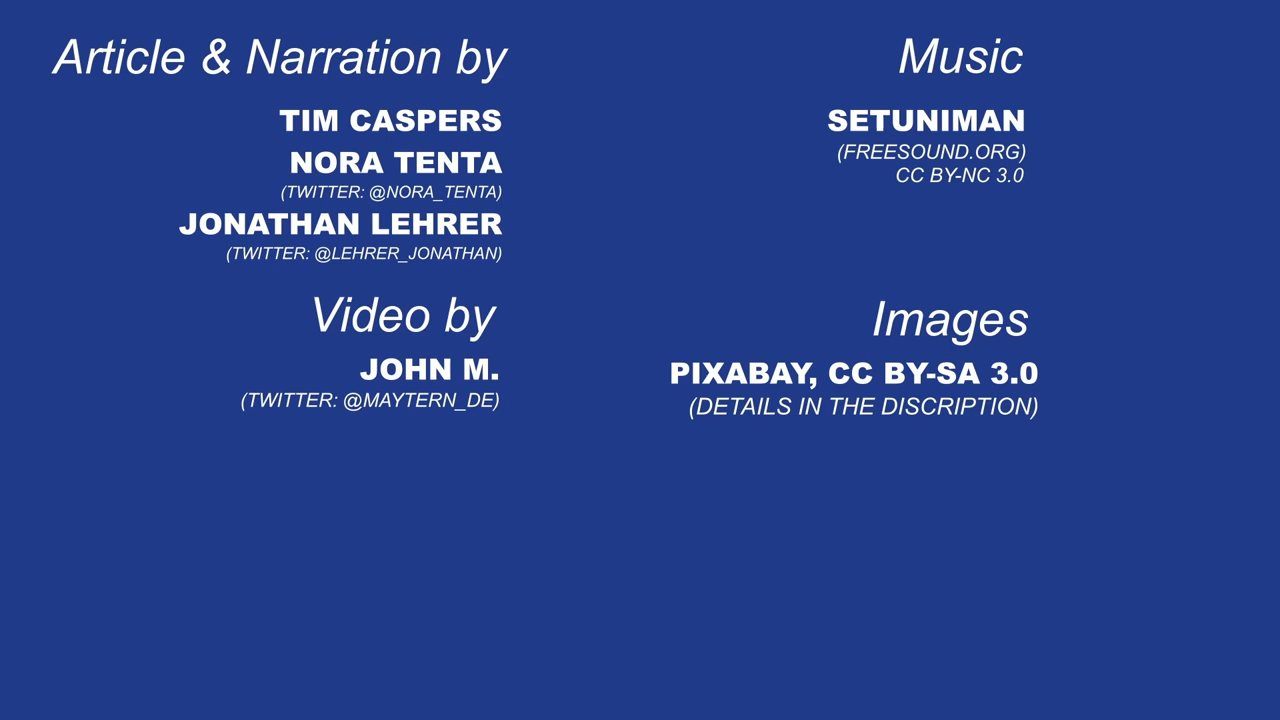 Article & Narration by
TIM CASPERS
NORA TENTA
(TWITTER: @NORA_TENTA)
JONATHAN LEHRER
(TWITTER: @LEHRER_JONATHAN)
Video by
JOHN M.
(TWITTER: @MAYTERN_DE)
Music
SETUNIMAN
(FREESOUND.ORG)
CC BY-NC 3.0
Images
PIXABAY, CC BY-SA 3.0
(DETAILS IN THE DISCRIPTION)